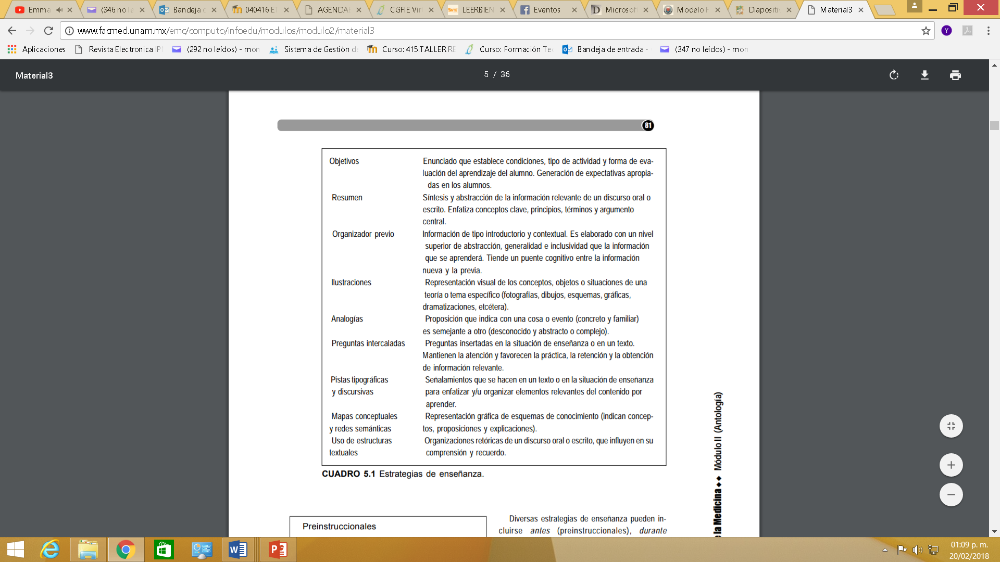 Emma
(346 no le
Bandeja d
040416 ET
AGENDA
CGFIE Vir
LEERBIEN
Eventos
Microsof
Modelo
Diapositi
Material3
www.facmed.unam.mx/emc/computo/infoedu/modulos/modulo2/material3
Aplicaciones
Revista Electronica IP
(292 no leídos) - mon
Sistema de Gestión de
Curso: 415.TALLER RE
Curso: Formación Tec
Bandeja de entrada -
(347 no leídos) - mon
Material3
5 / 36
81
Objetivos Enunciado que establece condiciones, tipo de actividad y forma de eva-
luación del aprendizaje del alumno. Generación de expectativas apropia-
das en los alumnos.
Resumen Síntesis y abstracción de la información relevante de un discurso oral o
escrito. Enfatiza conceptos clave, principios, términos y argumento
central.
Organizador previo Información de tipo introductorio y contextual. Es elaborado con un nivel
superior de abstracción, generalidad e inclusividad que la información
que se aprenderá. Tiende un puente cognitivo entre la información
nueva y la previa.
Ilustraciones Representación visual de los conceptos, objetos o situaciones de una
teoría o tema específico (fotografías, dibujos, esquemas, gráficas,
dramatizaciones, etcétera).
Analogías Proposición que indica con una cosa o evento (concreto y familiar)
es semejante a otro (desconocido y abstracto o complejo).
Preguntas intercaladas Preguntas insertadas en la situación de enseñanza o en un texto.
Mantienen la atención y favorecen la práctica, la retención y la obtención
de información relevante.
Pistas tipográficas Señalamientos que se hacen en un texto o en la situación de enseñanza
y discursivas para enfatizar y/u organizar elementos relevantes del contenido por
aprender.
Mapas conceptuales Representación gráfica de esquemas de conocimiento (indican concep-
y redes semánticas tos, proposiciones y explicaciones).
Uso de estructuras Organizaciones retóricas de un discurso oral o escrito, que influyen en su
textuales comprensión y recuerdo.
CUADRO 5.1 Estrategias de enseñanza.
Preinstruccionales
Diversas estrategias de enseñanza pueden in-
cluirse antes (preinstruccionales), durante
e la Medicina ◆◆ Módulo II (Antología)
01:09 p. m.
20/02/2018